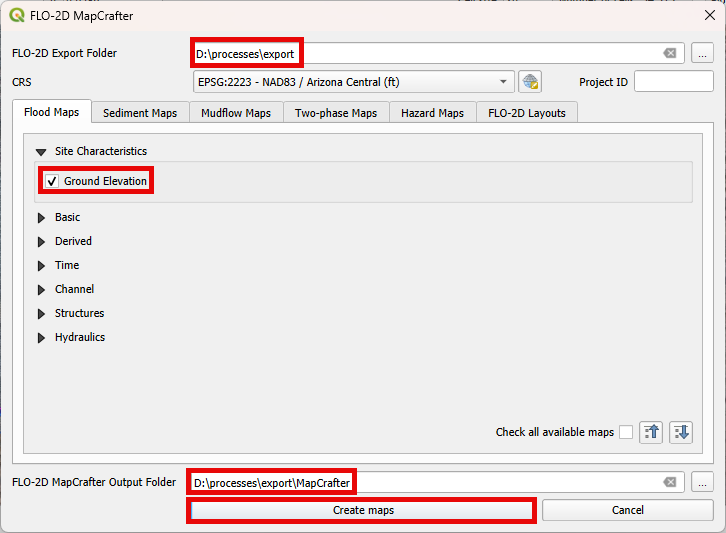 FLO-2D MapCrafter
FLO-2D Export Folder D:\processes\export ...
CRS EPSG:2223 - NAD83 / Arizona Central (ft) Project ID
Flood Maps Sediment Maps Mudflow Maps Two-phase Maps Hazard Maps FLO-2D Layouts
Site Characteristics
Ground Elevation
Basic
Derived
Time
Channel
Structures
Hydraulics
Check all available maps
FLO-2D MapCrafter Output Folder D:\processes\export\MapCrafter ...
Create maps Cancel